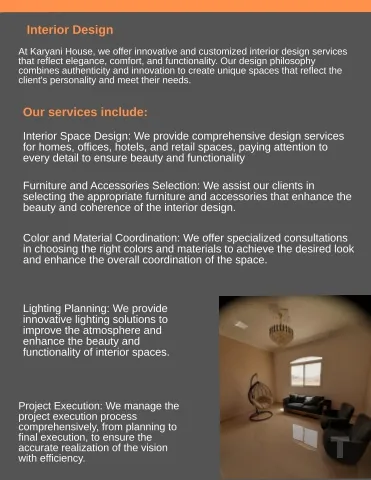 Interior Design
At Karyani House, we offer innovative and customized interior design services
that reflect elegance, comfort, and functionality. Our design philosophy
combines authenticity and innovation to create unique spaces that reflect the
client's personality and meet their needs.
Our services include:
Interior Space Design: We provide comprehensive design services
for homes, offices, hotels, and retail spaces, paying attention to
every detail to ensure beauty and functionality
Furniture and Accessories Selection: We assist our clients in
selecting the appropriate furniture and accessories that enhance the
beauty and coherence of the interior design.
Color and Material Coordination: We offer specialized consultations
in choosing the right colors and materials to achieve the desired look
and enhance the overall coordination of the space.
Lighting Planning: We provide
innovative lighting solutions to
improve the atmosphere and
enhance the beauty and
functionality of interior spaces.
Project Execution: We manage the
project execution process
comprehensively, from planning to
final execution, to ensure the
accurate realization of the vision
with efficiency.
T